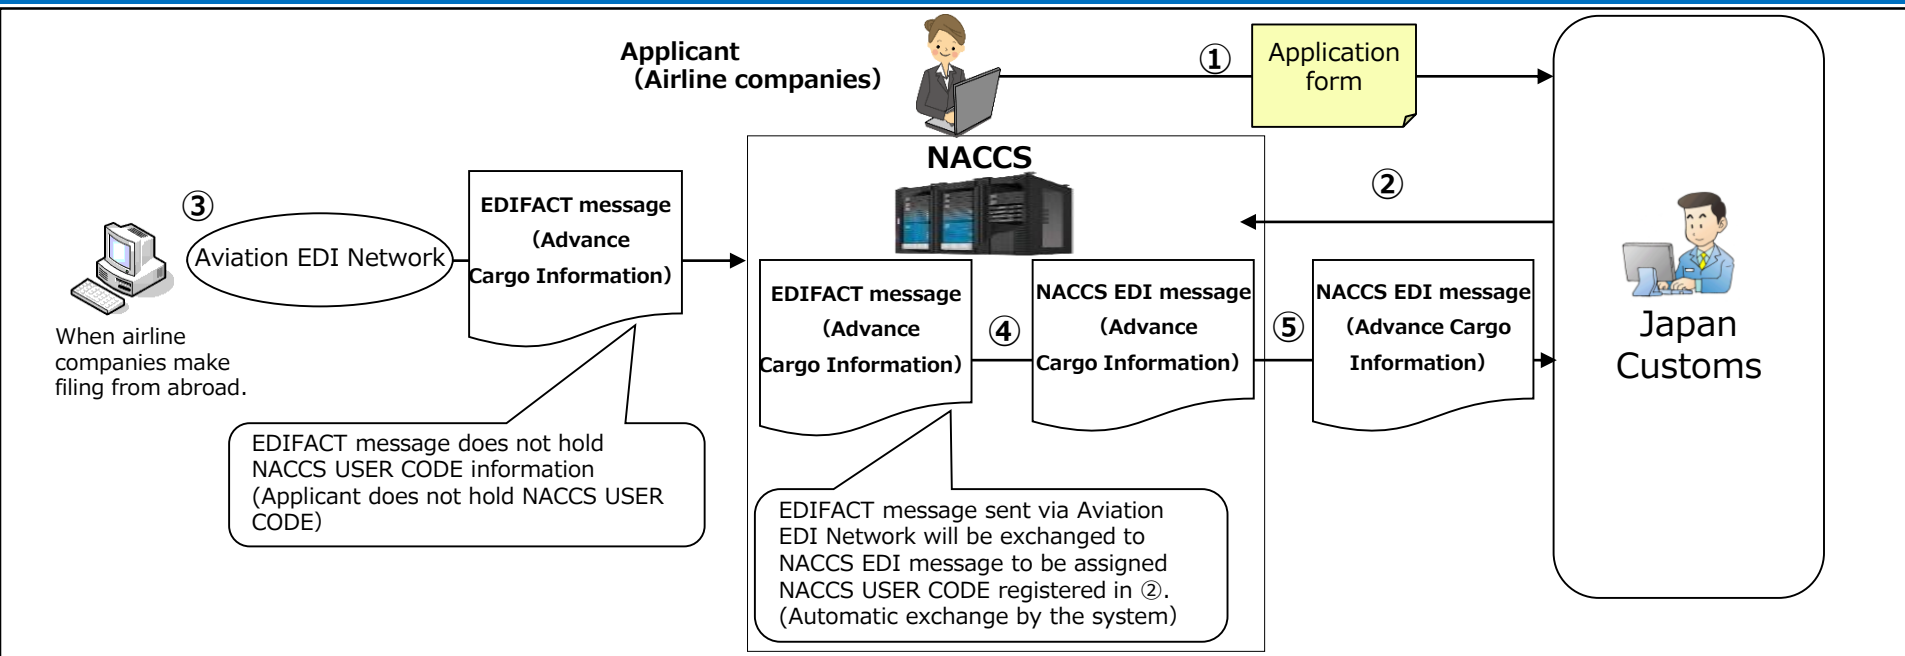 Applicant
（Airline companies）
①
Application
form
NACCS
②
③
Aviation EDI Network
EDIFACT message
（Advance
Cargo Information）
When airline
companies make
filing from abroad.
EDIFACT message
（Advance
Cargo Information）
④
NACCS EDI message
（Advance
Cargo Information）
⑤
NACCS EDI message
（Advance Cargo
Information）
Japan
Customs
EDIFACT message does not hold
NACCS USER CODE information
(Applicant does not hold NACCS USER
CODE)
EDIFACT message sent via Aviation
EDI Network will be exchanged to
NACCS EDI message to be assigned
NACCS USER CODE registered in ②.
(Automatic exchange by the system)